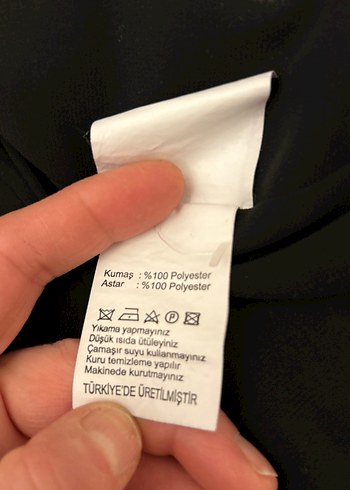 Kumaş : %100 Polyester
Astar : %100 Polyester
Yıkama yapmayınız
Düşük ısıda ütüleyiniz
Çamaşır suyu kullanmayınız
Kuru temizleme yapılır
Makinede kurutmayınız
TÜRKİYE'DE ÜRETİLMİŞTİR